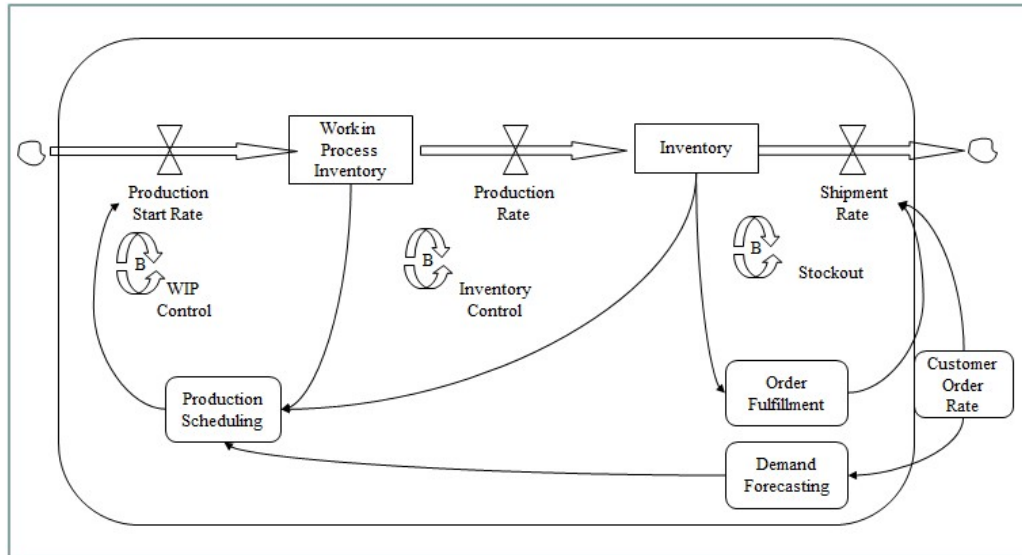 Work in
Process
Inventory
Inventory
Production
Start Rate
Production
Rate
Shipment
Rate
B
WIP
Control
B
Inventory
Control
B
Stockout
Production
Scheduling
Order
Fulfillment
Customer
Order
Rate
Demand
Forecasting